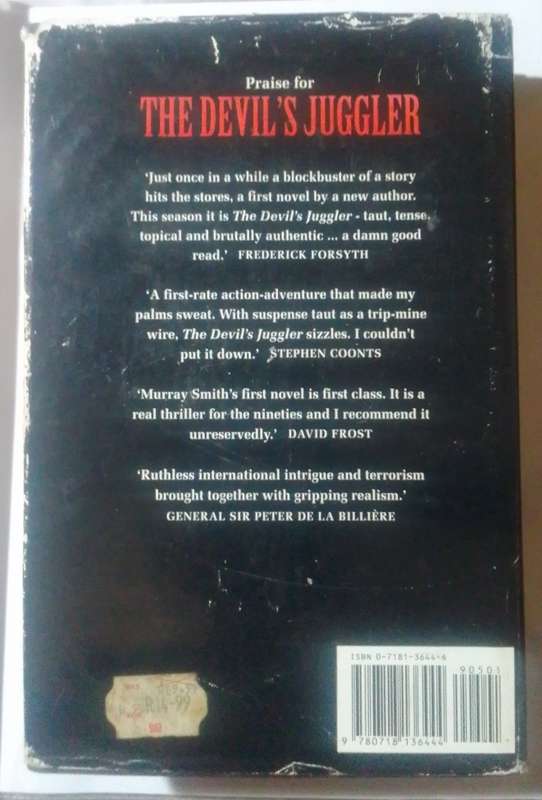 Praise for
THE DEVIL'S JUGGLER
'Just once in a while a blockbuster of a story
hits the stores, a first novel by a new author.
This season it is The Devil's Juggler - taut, tense,
topical and brutally authentic ... a damn good
read.' FREDERICK FORSYTH
'A first-rate action-adventure that made my
palms sweat. With suspense taut as a trip-mine
wire, The Devil's Juggler sizzles. I couldn't
put it down.' STEPHEN COONTS
'Murray Smith's first novel is first class. It is a
real thriller for the nineties and I recommend it
unreservedly.' DAVID FROST
'Ruthless international intrigue and terrorism
brought together with gripping realism.'
GENERAL SIR PETER DE LA BILLIÈRE
ISBN 0-7181-3644-6
90501
9 780718 136444